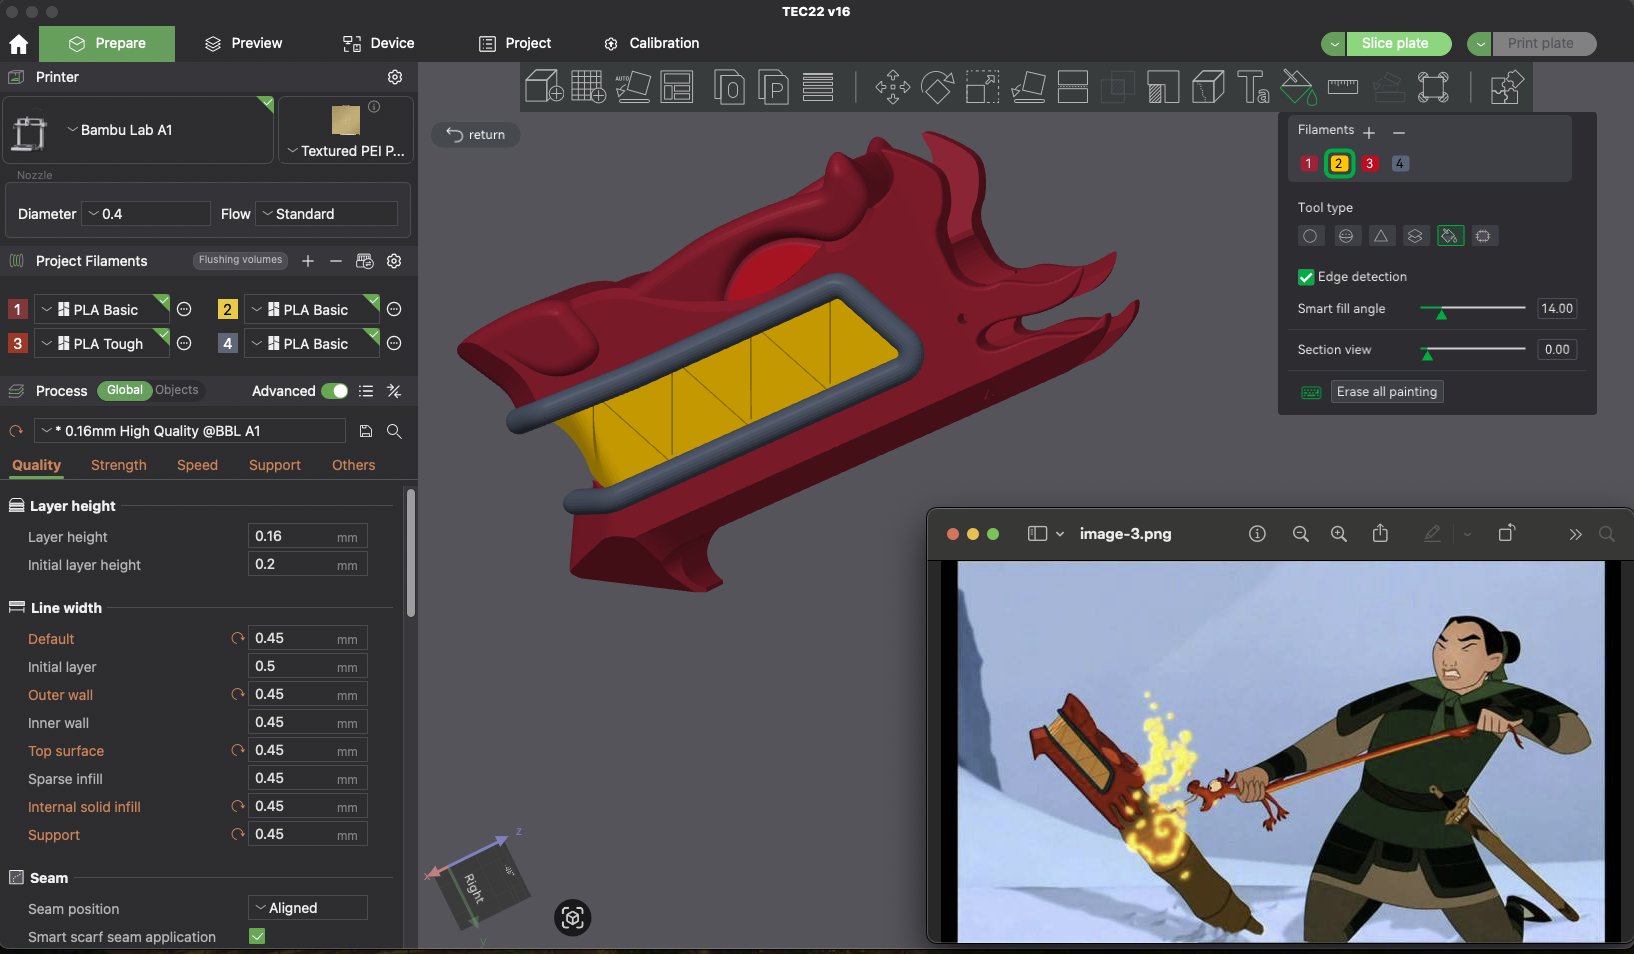 TEC22 v16
Prepare
Preview
Device
Project
Calibration
Slice plate
Print plate
Printer
Bambu Lab A1
Textured PEI P...
Nozzle
Diameter
0.4
Flow
Standard
Project Filaments
Flushing volumes
1 PLA Basic
2 PLA Basic
3 PLA Tough
4 PLA Basic
Process
Global
Objects
Advanced
* 0.16mm High Quality @BBL A1
Quality
Strength
Speed
Support
Others
Layer height
Layer height 0.16 mm
Initial layer height 0.2 mm
Line width
Default 0.45 mm
Initial layer 0.5 mm
Outer wall 0.45 mm
Inner wall 0.45 mm
Top surface 0.45 mm
Sparse infill 0.45 mm
Internal solid infill 0.45 mm
Support 0.45 mm
Seam
Seam position Aligned
Smart scarf seam application
AUTO
return
Filaments
1 2 3 4
Tool type
Edge detection
Smart fill angle 14.00
Section view 0.00
Erase all painting
image-3.png
z
x
Right
y